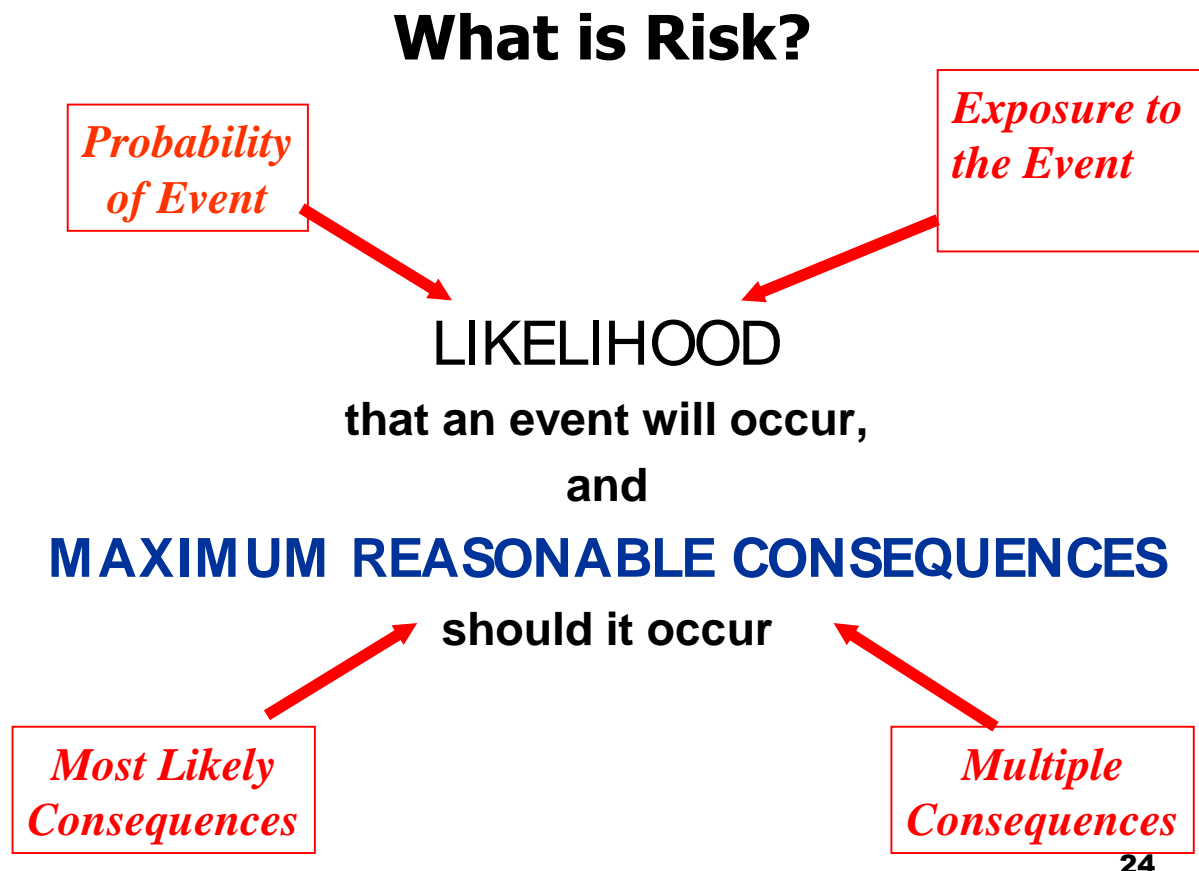 What is Risk?
Probability
of Event
Exposure to
the Event
LIKELIHOOD
that an event will occur,
and
MAXIMUM REASONABLE CONSEQUENCES
should it occur
Most Likely
Consequences
Multiple
Consequences
24